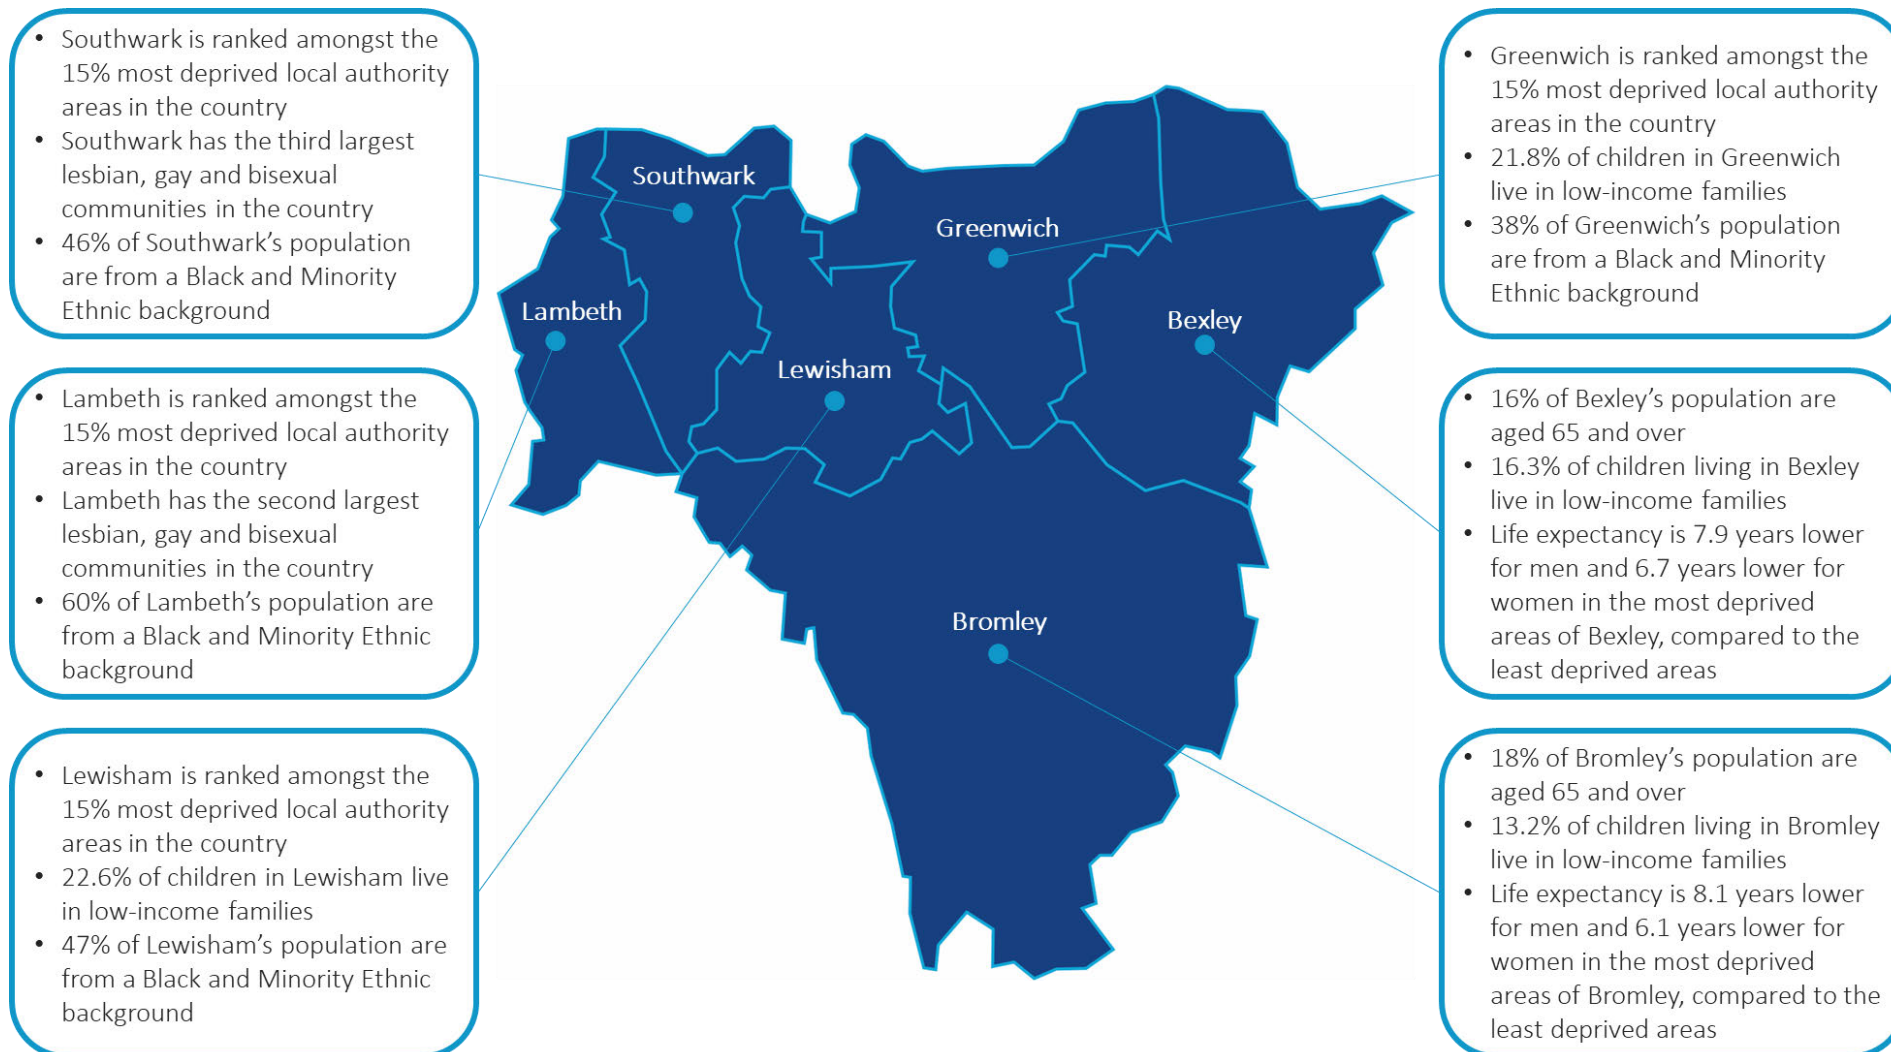 • Southwark is ranked amongst the
15% most deprived local authority
areas in the country
• Southwark has the third largest
lesbian, gay and bisexual
communities in the country
• 46% of Southwark’s population
are from a Black and Minority
Ethnic background
• Lambeth is ranked amongst the
15% most deprived local authority
areas in the country
• Lambeth has the second largest
lesbian, gay and bisexual
communities in the country
• 60% of Lambeth’s population are
from a Black and Minority Ethnic
background
• Lewisham is ranked amongst the
15% most deprived local authority
areas in the country
• 22.6% of children in Lewisham live
in low-income families
• 47% of Lewisham’s population are
from a Black and Minority Ethnic
background
Southwark
Greenwich
Lambeth
Bexley
Lewisham
Bromley
• Greenwich is ranked amongst the
15% most deprived local authority
areas in the country
• 21.8% of children in Greenwich
live in low-income families
• 38% of Greenwich’s population
are from a Black and Minority
Ethnic background
• 16% of Bexley’s population are
aged 65 and over
• 16.3% of children living in Bexley
live in low-income families
• Life expectancy is 7.9 years lower
for men and 6.7 years lower for
women in the most deprived
areas of Bexley, compared to the
least deprived areas
• 18% of Bromley’s population are
aged 65 and over
• 13.2% of children living in Bromley
live in low-income families
• Life expectancy is 8.1 years lower
for men and 6.1 years lower for
women in the most deprived
areas of Bromley, compared to the
least deprived areas